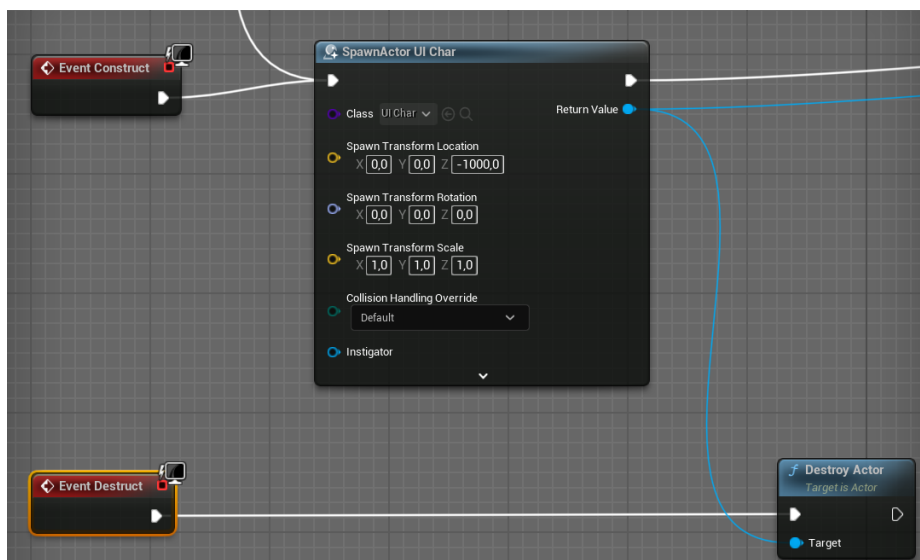 Event Construct
SpawnActor UI Char
Class UI Char
Return Value
Spawn Transform Location
X 0,0 Y 0,0 Z -1000,0
Spawn Transform Rotation
X 0,0 Y 0,0 Z 0,0
Spawn Transform Scale
X 1,0 Y 1,0 Z 1,0
Collision Handling Override
Default
Instigator
Event Destruct
f Destroy Actor
Target is Actor
Target